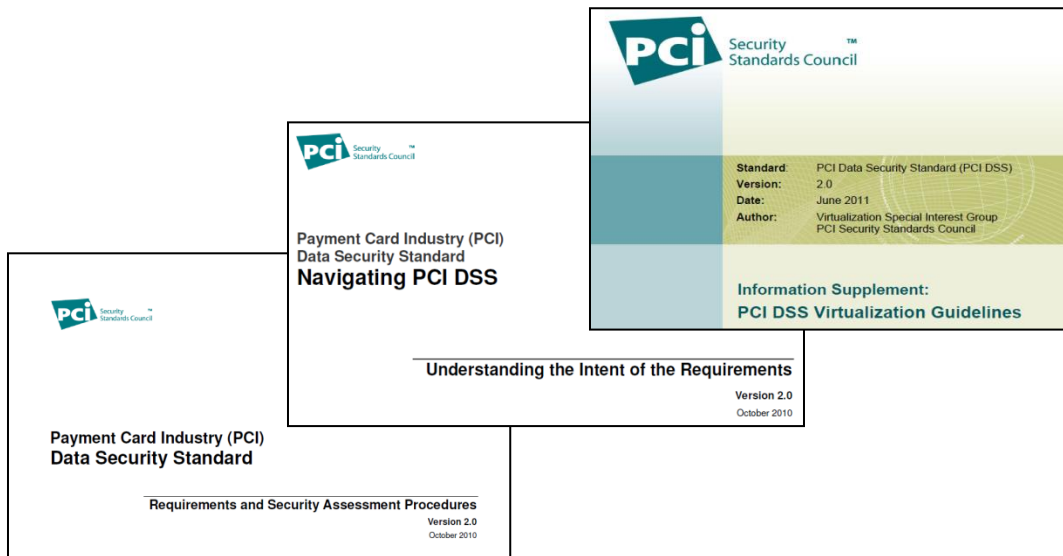 PCi Security ™
Standards Council
Standard: PCI Data Security Standard (PCI DSS)
Version: 2.0
Date: June 2011
Author: Virtualization Special Interest Group
PCI Security Standards Council
Information Supplement:
PCI DSS Virtualization Guidelines
PCi Security ™
Standards Council
Payment Card Industry (PCI)
Data Security Standard
Navigating PCI DSS
Understanding the Intent of the Requirements
Version 2.0
October 2010
PCi Security ™
Standards Council
Payment Card Industry (PCI)
Data Security Standard
Requirements and Security Assessment Procedures
Version 2.0
October 2010